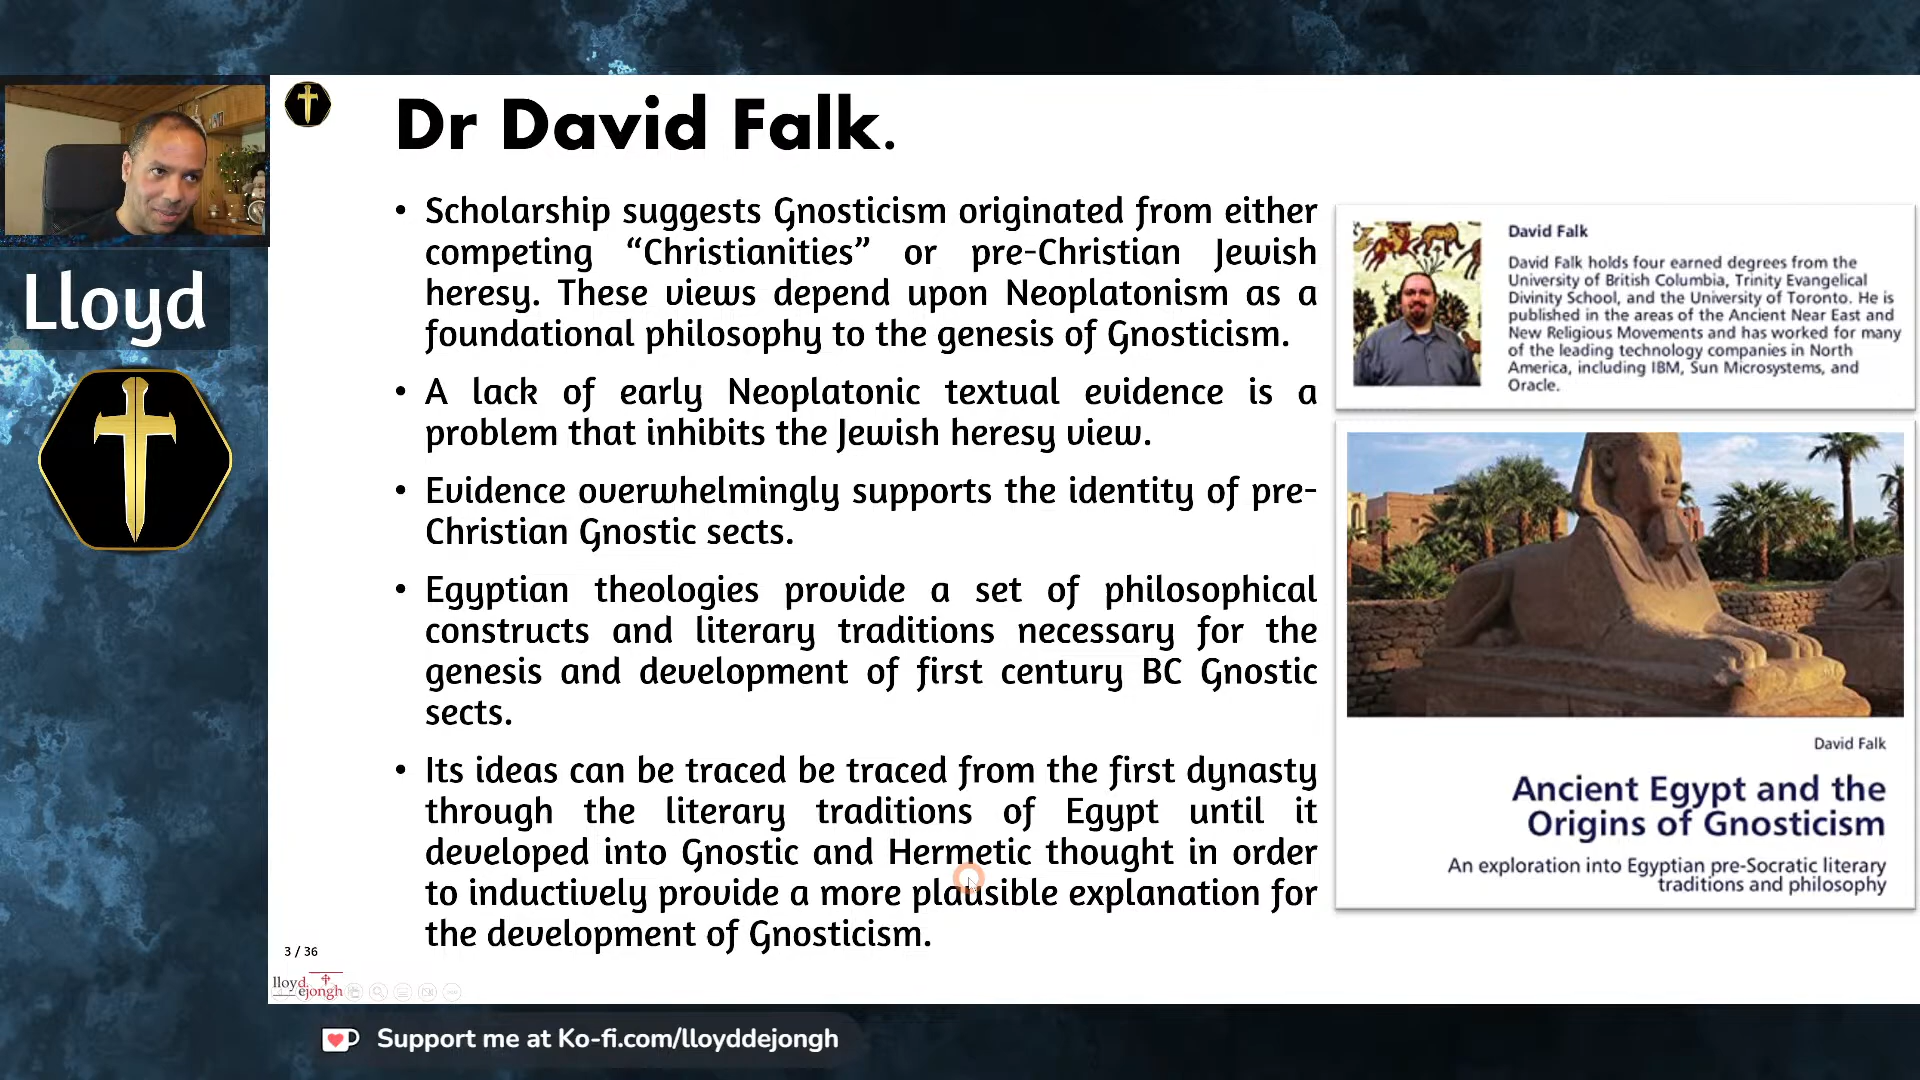 Dr David Falk.
• Scholarship suggests Gnosticism originated from either
competing “Christianities” or pre-Christian Jewish
heresy. These views depend upon Neoplatonism as a
foundational philosophy to the genesis of Gnosticism.
• A lack of early Neoplatonic textual evidence is a
problem that inhibits the Jewish heresy view.
• Evidence overwhelmingly supports the identity of pre-
Christian Gnostic sects.
• Egyptian theologies provide a set of philosophical
constructs and literary traditions necessary for the
genesis and development of first century BC Gnostic
sects.
• Its ideas can be traced be traced from the first dynasty
through the literary traditions of Egypt until it
developed into Gnostic and Hermetic thought in order
to inductively provide a more plausible explanation for
the development of Gnosticism.
David Falk
David Falk holds four earned degrees from the
University of British Columbia, Trinity Evangelical
Divinity School, and the University of Toronto. He is
published in the areas of the Ancient Near East and
New Religious Movements and has worked for many
of the leading technology companies in North
America, including IBM, Sun Microsystems, and
Oracle.
David Falk
Ancient Egypt and the
Origins of Gnosticism
An exploration into Egyptian pre-Socratic literary
traditions and philosophy
Lloyd
3 / 36
lloyd.
ejongh
Support me at Ko-fi.com/lloyddejongh